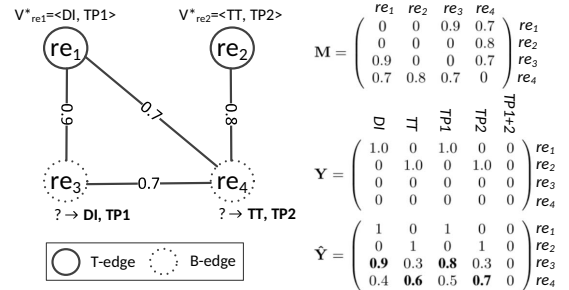 V*re1=<DI, TP1>
V*re2=<TT, TP2>
re1
re2
0.9
0.7
0.8
re3
0.7
re4
? → DI, TP1
? → TT, TP2
T-edge
B-edge
re1 re2 re3 re4
M =
0 0 0.9 0.7 re1
0 0 0 0.8 re2
0.9 0 0 0.7 re3
0.7 0.8 0.7 0 re4
DI TT TP1 TP2 TP1+2
Y =
1.0 0 1.0 0 0 re1
0 1.0 0 1.0 0 re2
0 0 0 0 0 re3
0 0 0 0 0 re4
Ŷ =
1 0 1 0 0 re1
0 1 0 1 0 re2
0.9 0.3 0.8 0.3 0 re3
0.4 0.6 0.5 0.7 0 re4